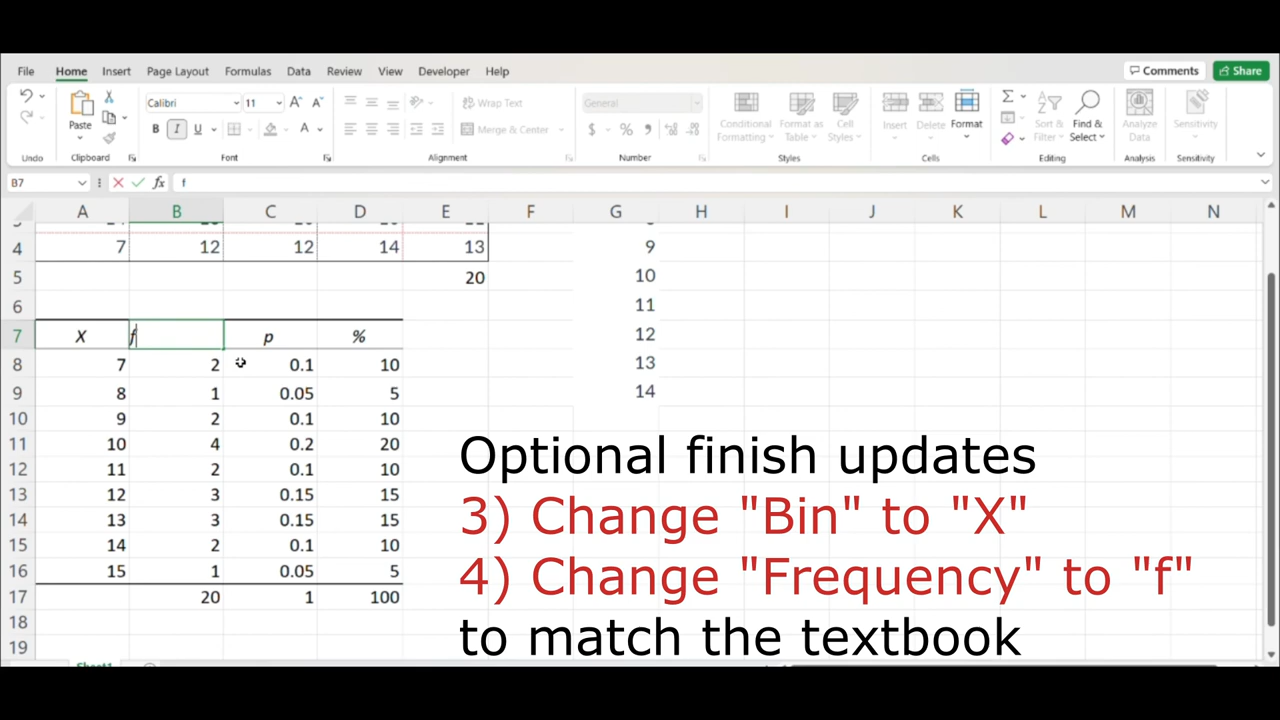 File Home Insert Page Layout Formulas Data Review View Developer Help Comments Share
Calibri 11 A A Wrap Text General
Paste B I U A Merge & Center $ % Conditional Formatting Format as Table Cell Styles Insert Delete Format Sort & Filter Find & Select Analyze Data Sensitivity
Undo Clipboard Font Alignment Number Styles Cells Editing Analysis Sensitivity
B7 fx f
A B C D E F G H I J K L M N
4 7 12 12 14 13 9
5 20 10
6 11
7 X f p % 12
8 7 2 0.1 10 13
9 8 1 0.05 5 14
10 9 2 0.1 10
11 10 4 0.2 20
12 11 2 0.1 10
13 12 3 0.15 15
14 13 3 0.15 15
15 14 2 0.1 10
16 15 1 0.05 5
17 20 1 100
18
19
Optional finish updates
3) Change "Bin" to "X"
4) Change "Frequency" to "f"
to match the textbook
Sheet1